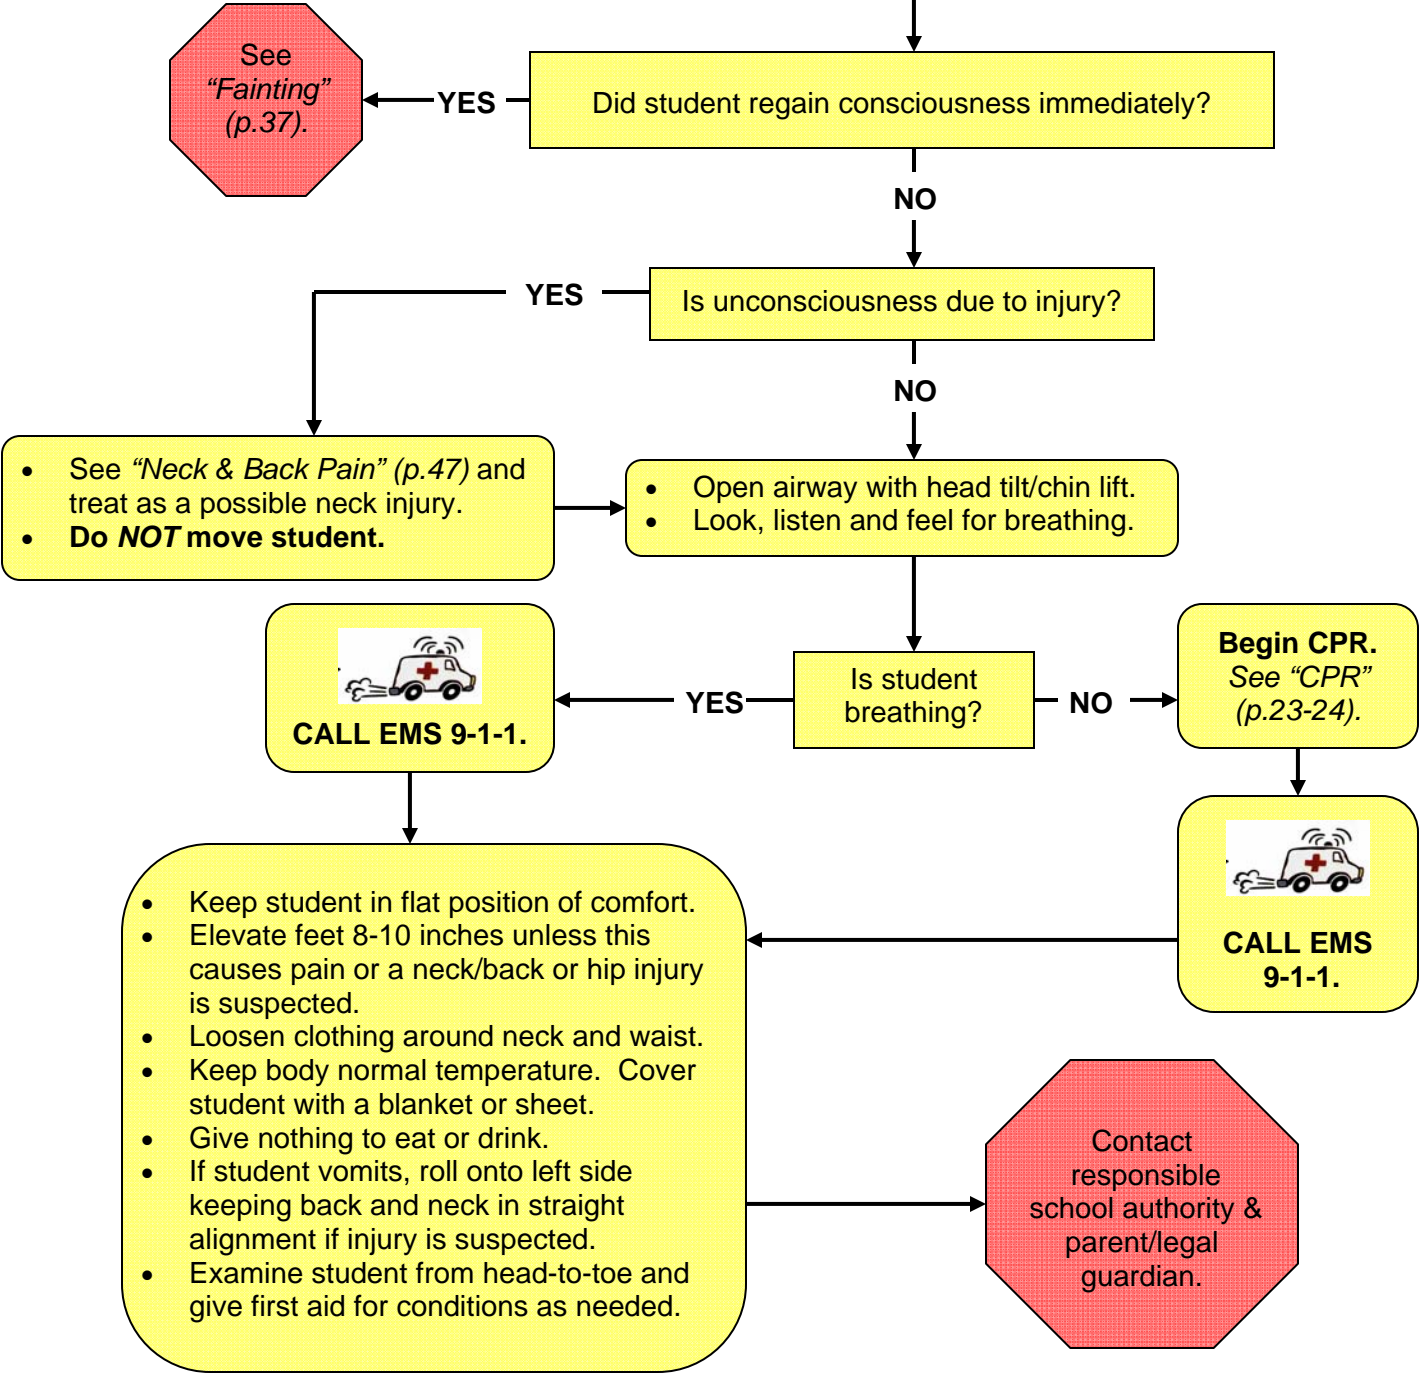 See
“Fainting”
(p.37).
YES
Did student regain consciousness immediately?
NO
YES
Is unconsciousness due to injury?
NO
• See “Neck & Back Pain” (p.47) and
treat as a possible neck injury.
• Do NOT move student.
• Open airway with head tilt/chin lift.
• Look, listen and feel for breathing.
CALL EMS 9-1-1.
YES
Is student
breathing?
NO
Begin CPR.
See “CPR”
(p.23-24).
CALL EMS
9-1-1.
• Keep student in flat position of comfort.
• Elevate feet 8-10 inches unless this
causes pain or a neck/back or hip injury
is suspected.
• Loosen clothing around neck and waist.
• Keep body normal temperature.  Cover
student with a blanket or sheet.
• Give nothing to eat or drink.
• If student vomits, roll onto left side
keeping back and neck in straight
alignment if injury is suspected.
• Examine student from head-to-toe and
give first aid for conditions as needed.
Contact
responsible
school authority &
parent/legal
guardian.